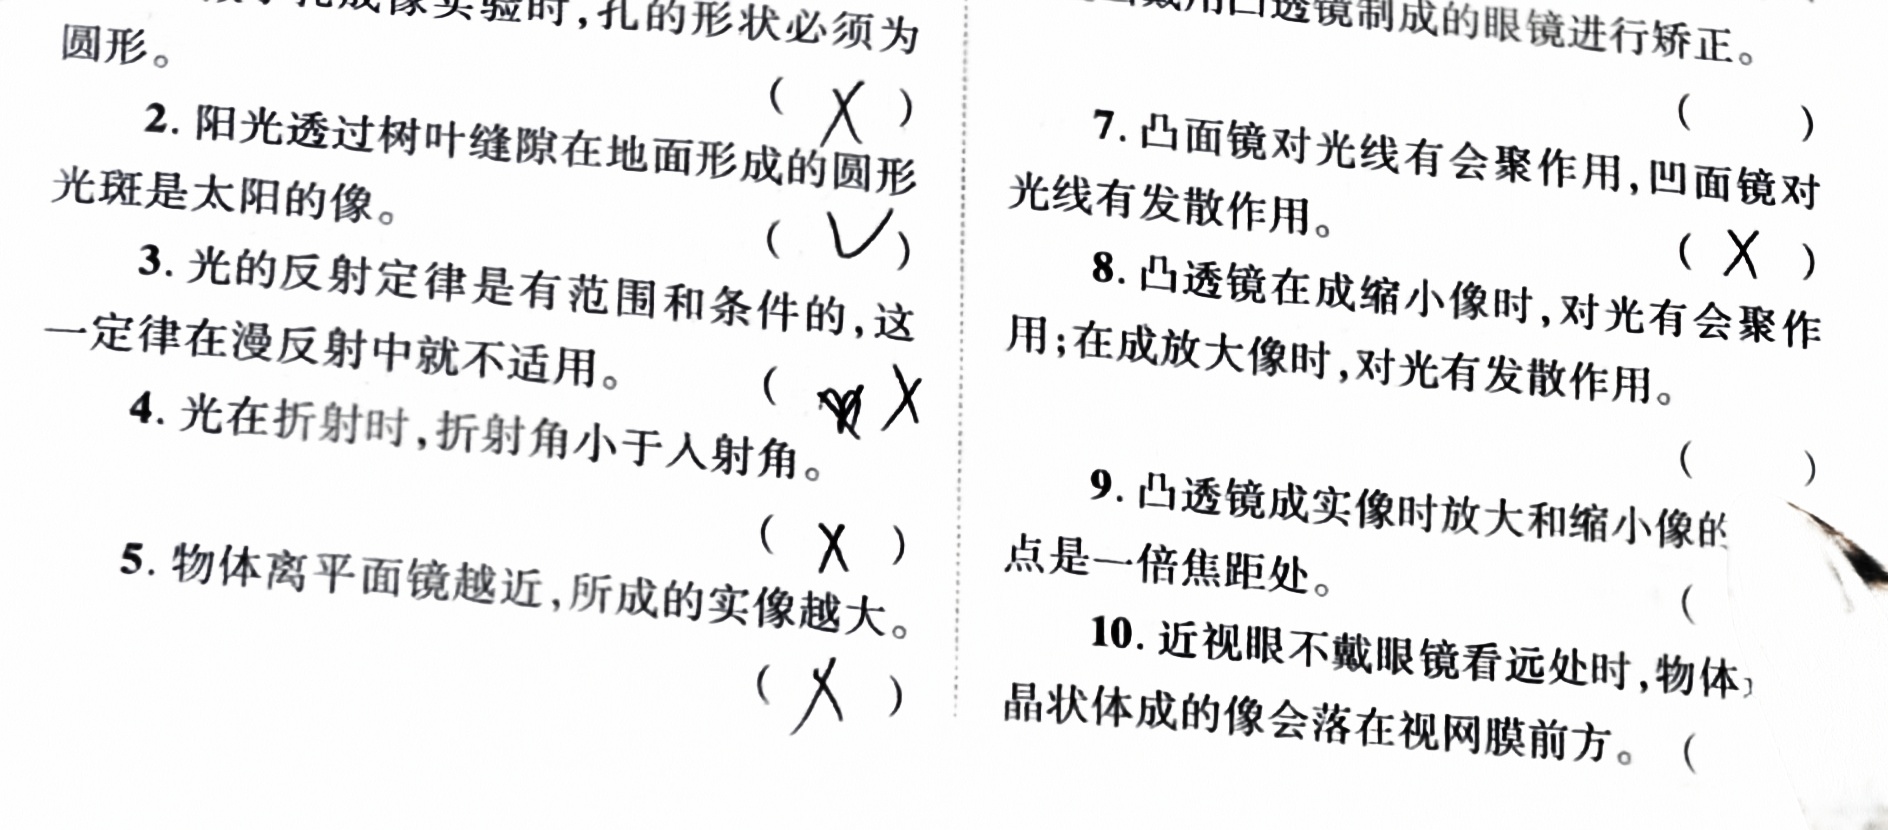 小孔成像实验时,孔的形状必须为
圆形。
( X )
2. 阳光透过树叶缝隙在地面形成的圆形
光斑是太阳的像。
( ✓ )
3. 光的反射定律是有范围和条件的,这
一定律在漫反射中就不适用。
( X
4. 光在折射时,折射角小于入射角。
( X )
5. 物体离平面镜越近,所成的实像越大。
( X )
戴用凸透镜制成的眼镜进行矫正。
( )
7. 凸面镜对光线有会聚作用,凹面镜对
光线有发散作用。
( X )
8. 凸透镜在成缩小像时,对光有会聚作
用;在成放大像时,对光有发散作用。
( )
9. 凸透镜成实像时放大和缩小像的
点是一倍焦距处。
(
10. 近视眼不戴眼镜看远处时,物体
晶状体成的像会落在视网膜前方。 (